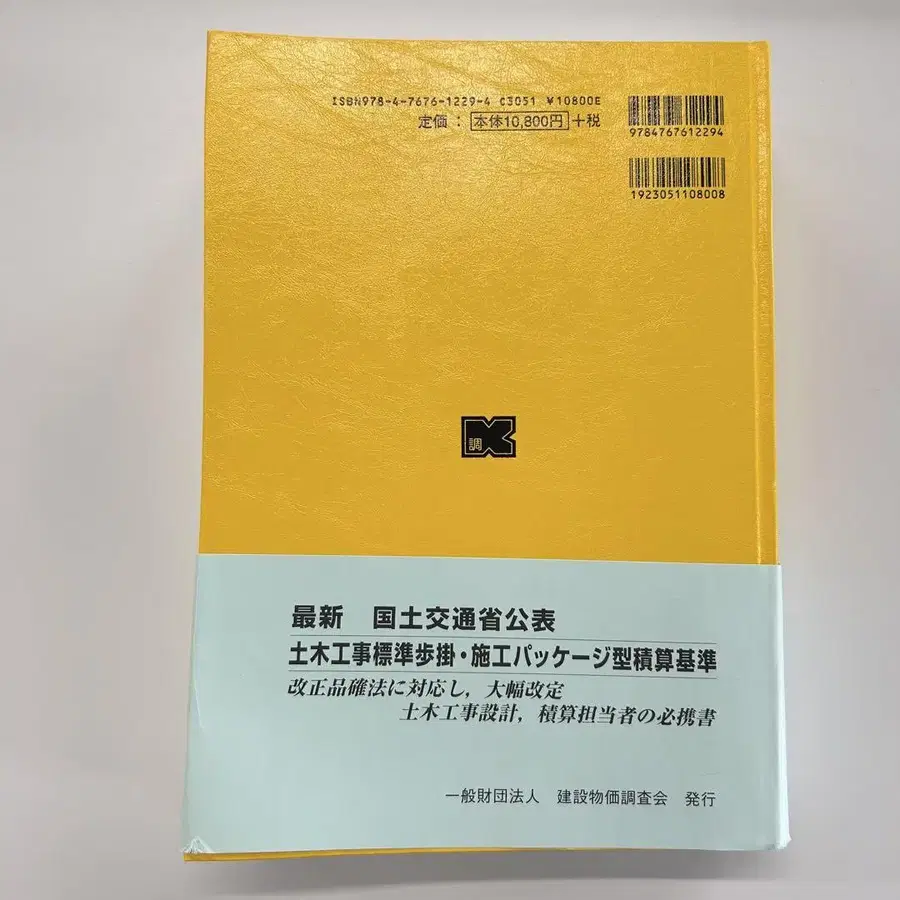 ISBN978-4-7676-1229-4 C3051 ¥10800E
定価： 本体10,800円 +税
9784767612294
1923051108008
調
最新 国土交通省公表
土木工事標準歩掛・施工パッケージ型積算基準
改正品確法に対応し，大幅改定
土木工事設計，積算担当者の必携書
一般財団法人 建設物価調査会 発行